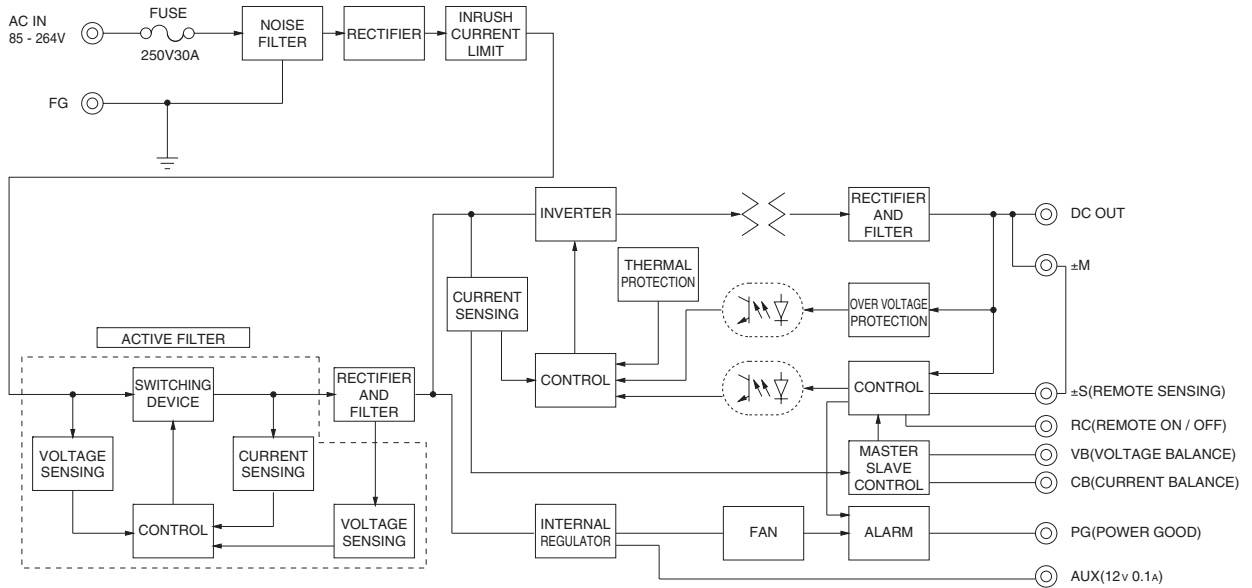 AC IN
85 - 264V
FUSE
250V30A
NOISE
FILTER
RECTIFIER
INRUSH
CURRENT
LIMIT
FG
INVERTER
RECTIFIER
AND
FILTER
DC OUT
THERMAL
PROTECTION
±M
CURRENT
SENSING
OVER VOLTAGE
PROTECTION
ACTIVE FILTER
SWITCHING
DEVICE
RECTIFIER
AND
FILTER
CONTROL
CONTROL
±S(REMOTE SENSING)
RC(REMOTE ON / OFF)
VOLTAGE
SENSING
CURRENT
SENSING
MASTER
SLAVE
CONTROL
VB(VOLTAGE BALANCE)
CB(CURRENT BALANCE)
CONTROL
VOLTAGE
SENSING
INTERNAL
REGULATOR
FAN
ALARM
PG(POWER GOOD)
AUX(12V 0.1A)